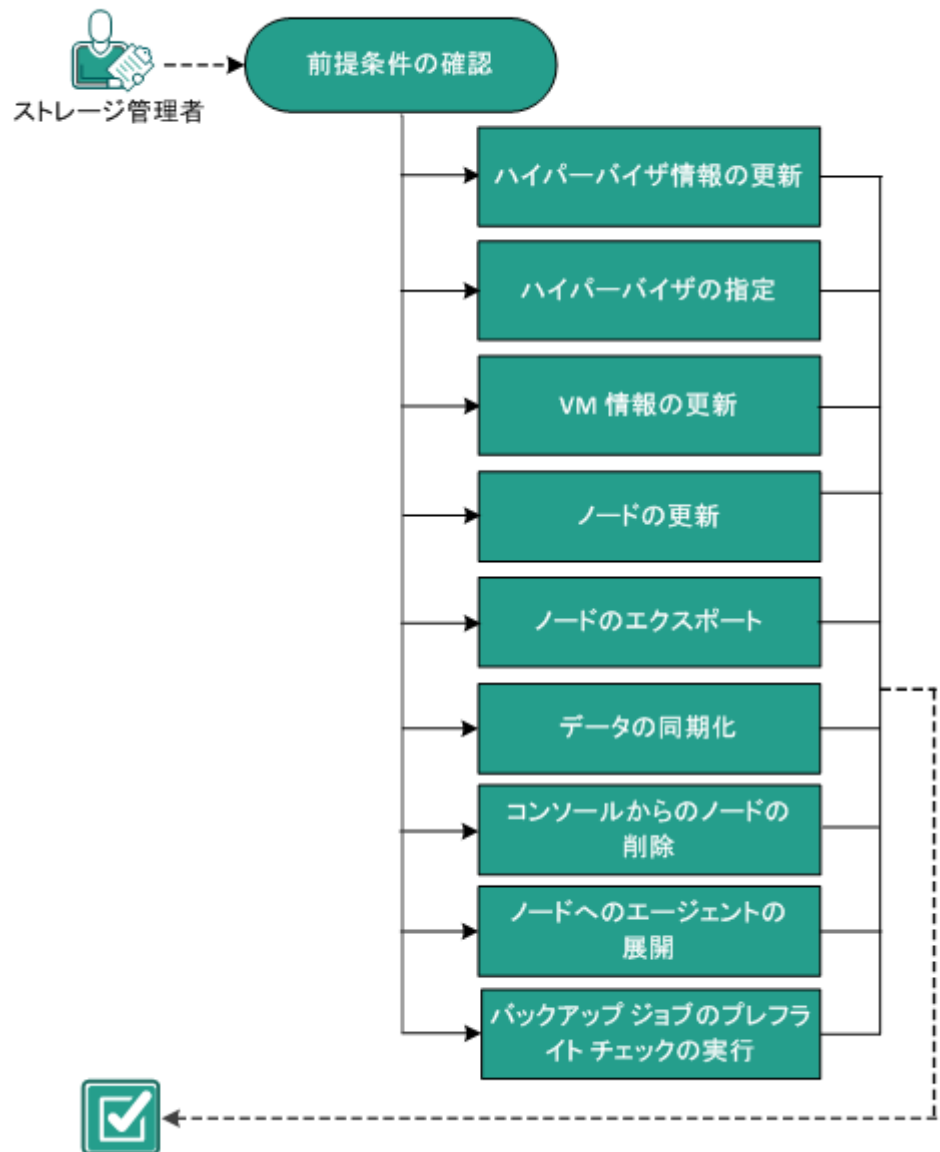 前提条件の確認
ストレージ管理者
ハイパーバイザ情報の更新
ハイパーバイザの指定
VM 情報の更新
ノードの更新
ノードのエクスポート
データの同期化
コンソールからのノードの
削除
ノードへのエージェントの
展開
バックアップ ジョブのプレフラ
イト チェックの実行